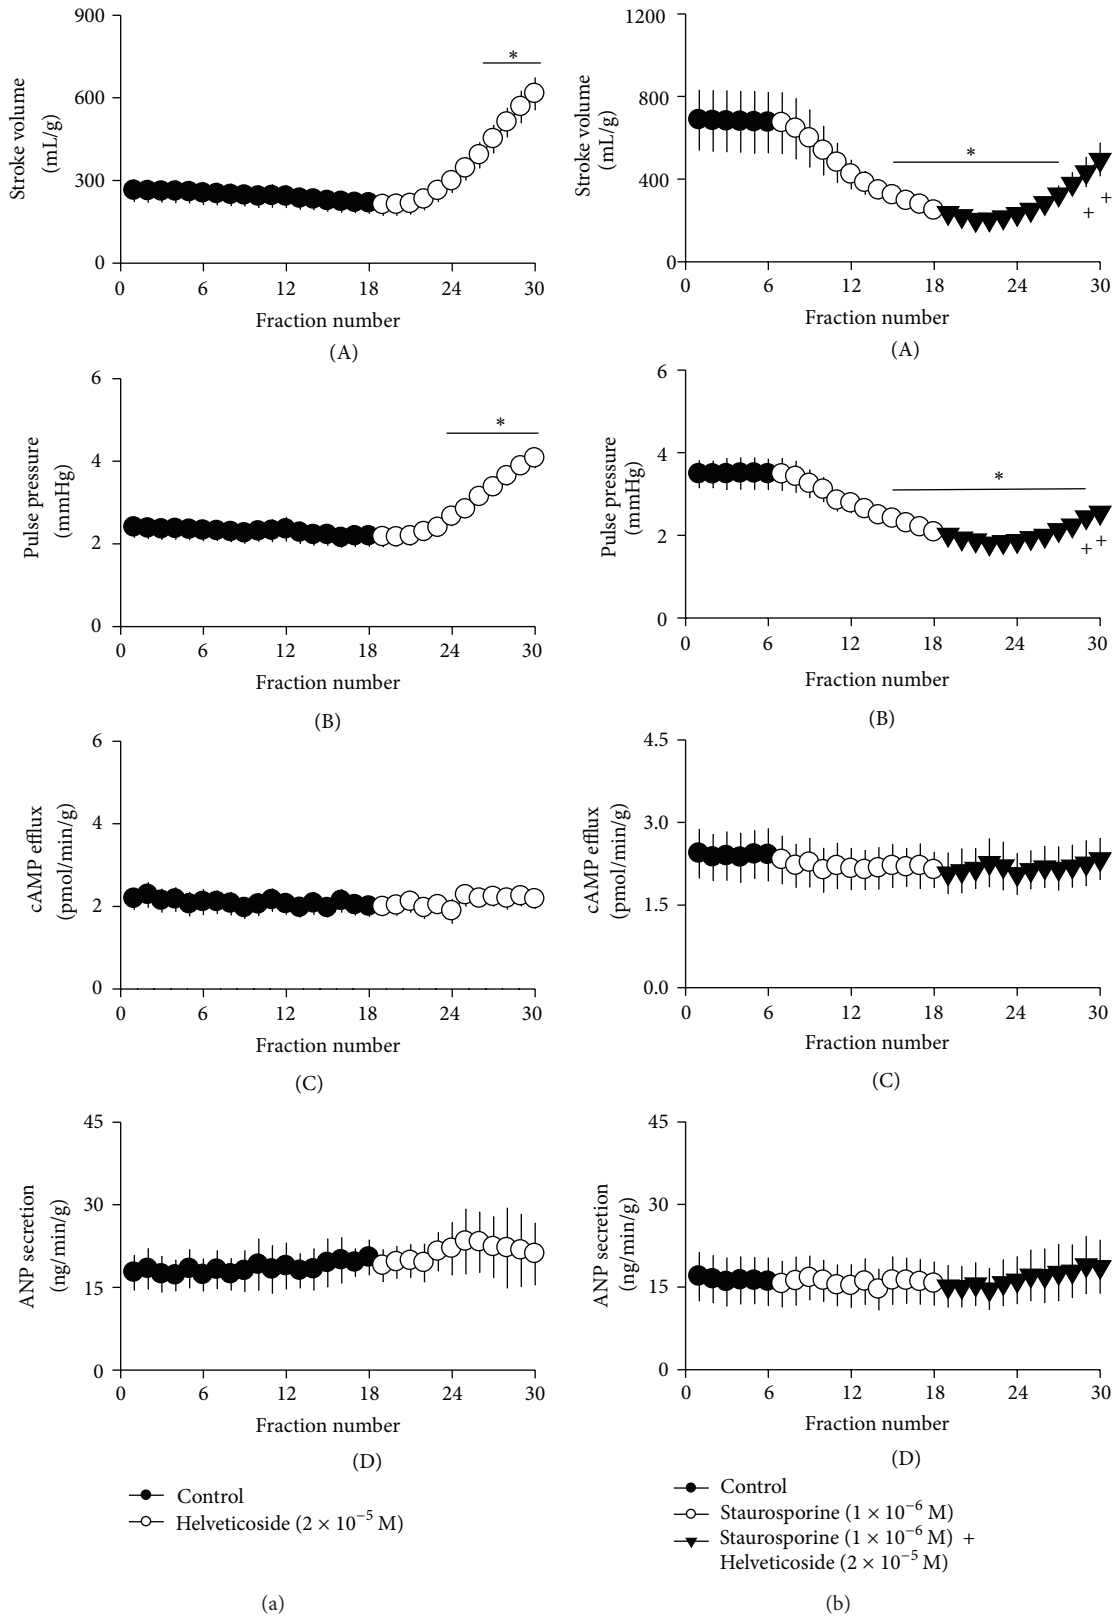 900
600
300
0
Stroke volume
(mL/g)
*
0 6 12 18 24 30
Fraction number
(A)
6
4
2
0
Pulse pressure
(mmHg)
*
0 6 12 18 24 30
Fraction number
(B)
6
4
2
0
cAMP efflux
(pmol/min/g)
0 6 12 18 24 30
Fraction number
(C)
45
30
15
0
ANP secretion
(ng/min/g)
0 6 12 18 24 30
Fraction number
(D)
Control
Helveticoside (2 × 10⁻⁵ M)
(a)
1200
800
400
0
Stroke volume
(mL/g)
*
+ +
0 6 12 18 24 30
Fraction number
(A)
6
4
2
0
Pulse pressure
(mmHg)
*
+ +
0 6 12 18 24 30
Fraction number
(B)
4.5
3.0
1.5
0.0
cAMP efflux
(pmol/min/g)
0 6 12 18 24 30
Fraction number
(C)
45
30
15
0
ANP secretion
(ng/min/g)
0 6 12 18 24 30
Fraction number
(D)
Control
Staurosporine (1 × 10⁻⁶ M)
Staurosporine (1 × 10⁻⁶ M) +
Helveticoside (2 × 10⁻⁵ M)
(b)